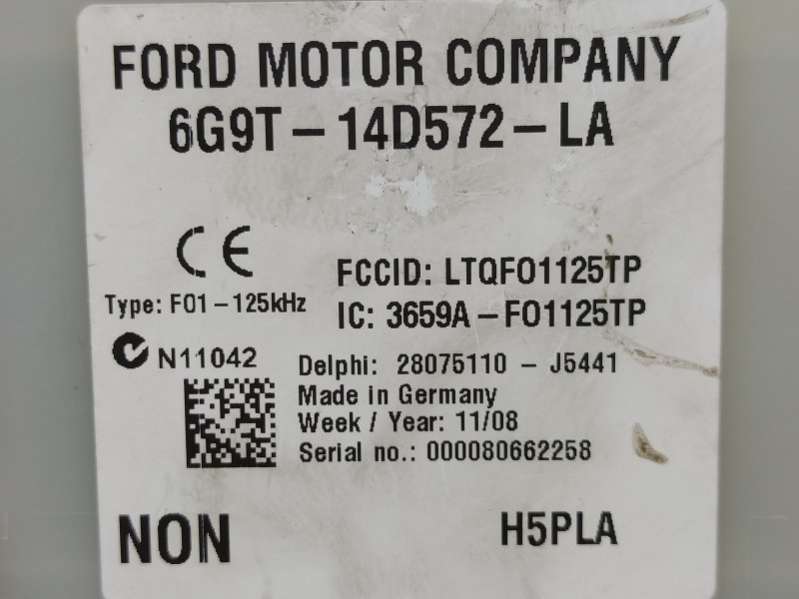 FORD MOTOR COMPANY
6G9T-14D572-LA
CE
Type: F01-125kHz
FCCID: LTQFO1125TP
IC: 3659A-FO1125TP
N11042
Delphi: 28075110 - J5441
Made in Germany
Week / Year: 11/08
Serial no.: 000080662258
NON
H5PLA